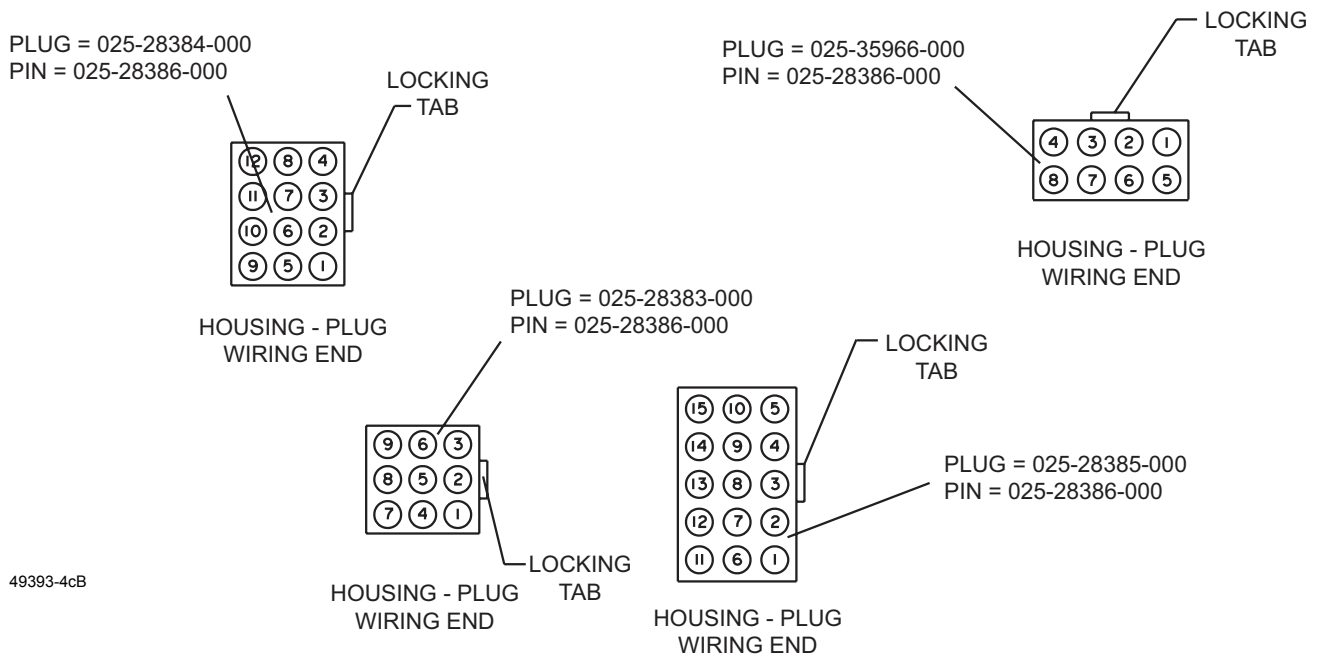 PLUG = 025-28384-000
PIN = 025-28386-000
LOCKING
TAB
12 8 4
11 7 3
10 6 2
9 5 1
HOUSING - PLUG
WIRING END
PLUG = 025-35966-000
PIN = 025-28386-000
LOCKING
TAB
4 3 2 1
8 7 6 5
HOUSING - PLUG
WIRING END
PLUG = 025-28383-000
PIN = 025-28386-000
9 6 3
8 5 2
7 4 1
LOCKING
TAB
HOUSING - PLUG
WIRING END
LOCKING
TAB
15 10 5
14 9 4
13 8 3
12 7 2
11 6 1
PLUG = 025-28385-000
PIN = 025-28386-000
HOUSING - PLUG
WIRING END
49393-4cB